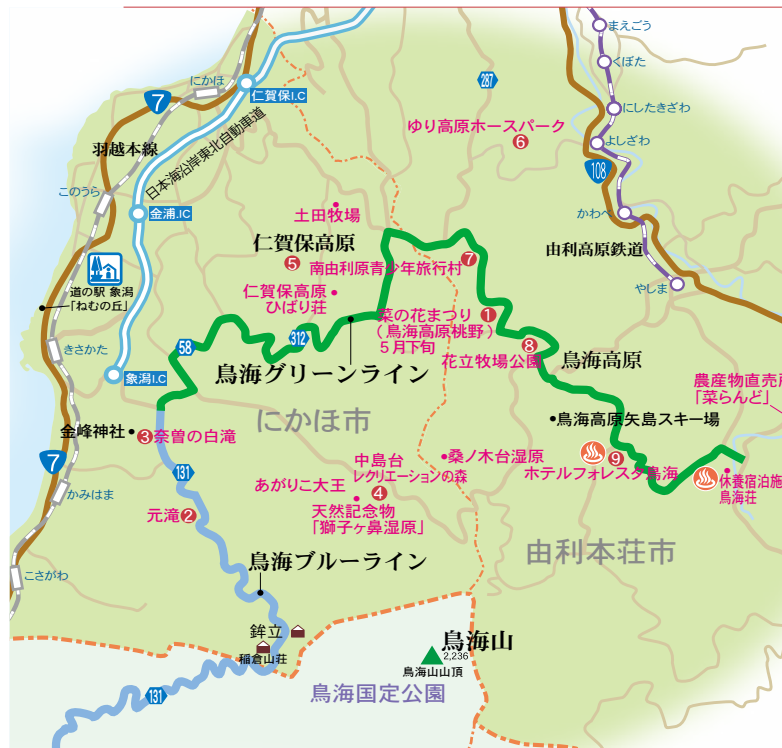 まえごう
くぼた
にかほ
287
仁賀保I.C
7
にしたきざわ
ゆり高原ホースパーク
6
よしざわ
羽越本線
日本海沿岸東北自動車道
108
このうら
土田牧場
かわべ
金浦.IC
仁賀保高原
5
南由利原青少年旅行村
7
由利高原鉄道
道の駅 象潟
「ねむの丘」
仁賀保高原
ひばり荘
やしま
菜の花まつり
1
(鳥海高原桃野)
5月下旬
312
58
きさかた
8
花立牧場公園
鳥海高原
象潟I.C
鳥海グリーンライン
農産物直売所
「菜らんど」
にかほ市
鳥海高原矢島スキー場
金峰神社
3
奈曽の白滝
7
131
中島台
レクリエーションの森
桑ノ木台湿原
9
ホテルフォレスタ鳥海
休養宿泊施
鳥海荘
かみはま
あがりこ大王
4
天然記念物
「獅子ヶ鼻湿原」
元滝
2
鳥海ブルーライン
由利本荘市
こさがわ
鉾立
稲倉山荘
鳥海山
2,236
鳥海山山頂
131
鳥海国定公園